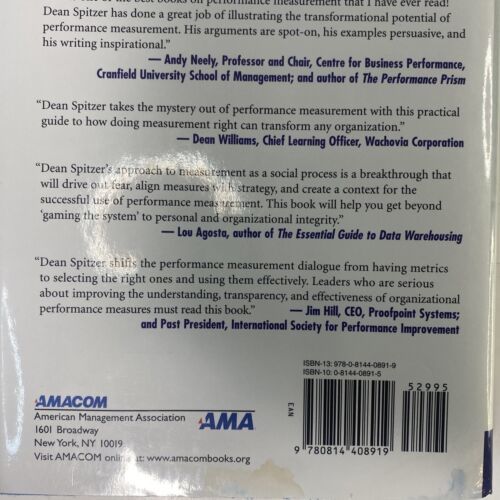 of the best books on performance measurement that I have ever read!
Dean Spitzer has done a great job of illustrating the transformational potential of
performance measurement. His arguments are spot-on, his examples persuasive, and
his writing inspirational.”
— Andy Neely, Professor and Chair, Centre for Business Performance,
Cranfield University School of Management; and author of The Performance Prism
“Dean Spitzer takes the mystery out of performance measurement with this practical
guide to how doing measurement right can transform any organization.”
— Dean Williams, Chief Learning Officer, Wachovia Corporation
“Dean Spitzer’s approach to measurement as a social process is a breakthrough that
will drive out fear, align measures with strategy, and create a context for the
successful use of performance measurement. This book will help you get beyond
‘gaming the system’ to personal and organizational integrity.”
— Lou Agosta, author of The Essential Guide to Data Warehousing
“Dean Spitzer shifts the performance measurement dialogue from having metrics
to selecting the right ones and using them effectively. Leaders who are serious
about improving the understanding, transparency, and effectiveness of organizational
performance measures must read this book.” — Jim Hill, CEO, Proofpoint Systems;
and Past President, International Society for Performance Improvement
ISBN-13: 978-0-8144-0891-9
ISBN-10: 0-8144-0891-5
52995
EAN
9 780814 408919
AMACOM
American Management Association
1601 Broadway
New York, NY 10019
Visit AMACOM online at: www.amacombooks.org
AMA